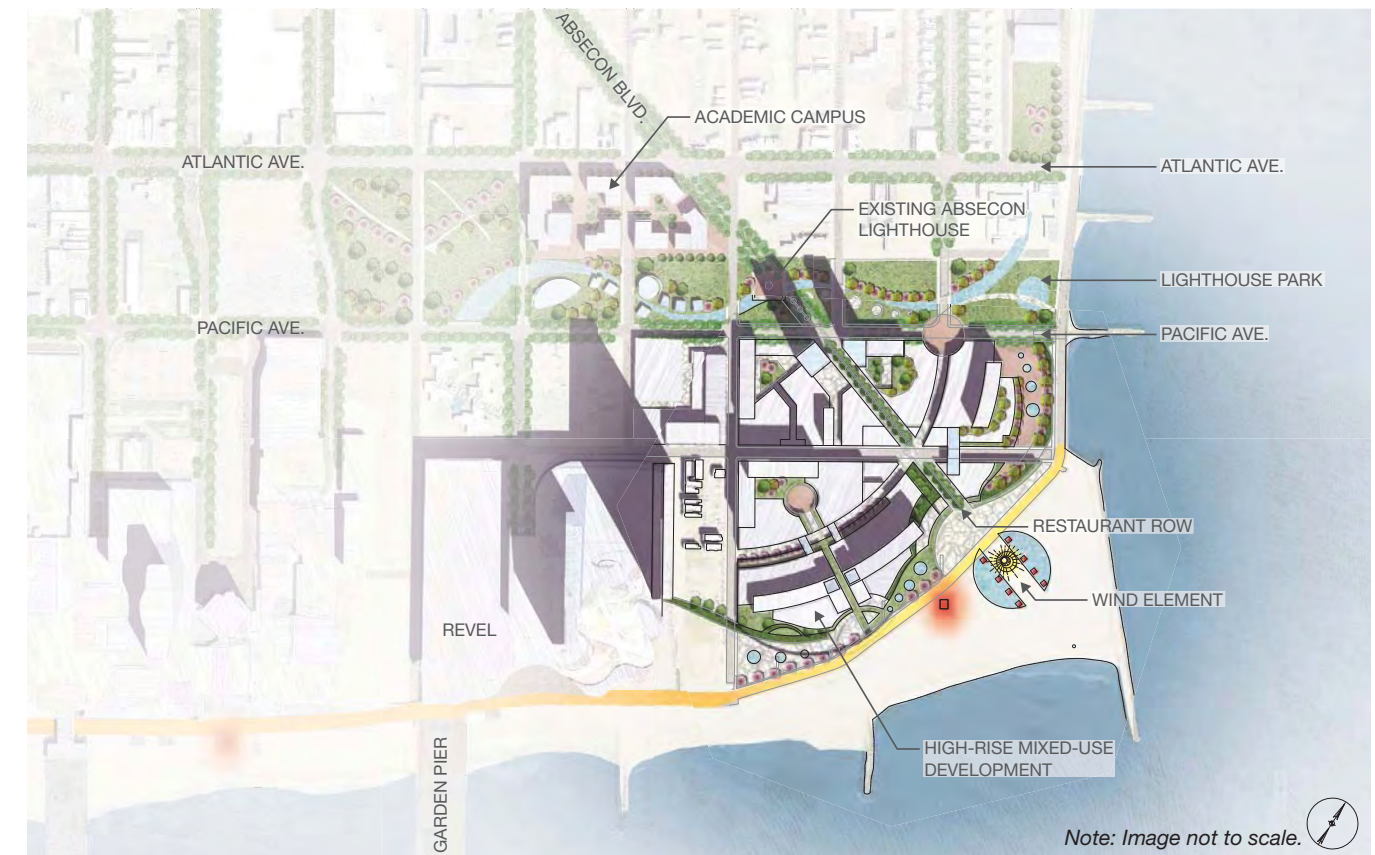 ABSECON BLVD.
ACADEMIC CAMPUS
ATLANTIC AVE.
ATLANTIC AVE.
EXISTING ABSECON
LIGHTHOUSE
LIGHTHOUSE PARK
PACIFIC AVE.
PACIFIC AVE.
RESTAURANT ROW
WIND ELEMENT
REVEL
GARDEN PIER
HIGH-RISE MIXED-USE
DEVELOPMENT
Note: Image not to scale.